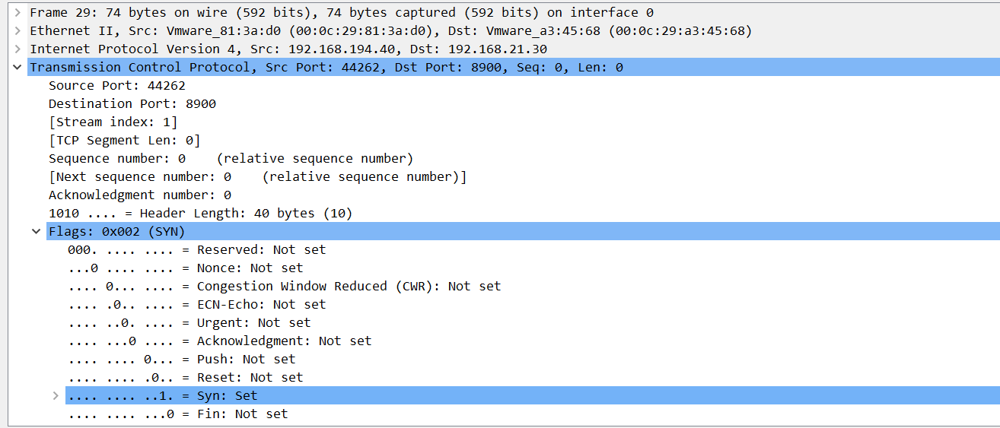 Frame 29: 74 bytes on wire (592 bits), 74 bytes captured (592 bits) on interface 0
Ethernet II, Src: Vmware_81:3a:d0 (00:0c:29:81:3a:d0), Dst: Vmware_a3:45:68 (00:0c:29:a3:45:68)
Internet Protocol Version 4, Src: 192.168.194.40, Dst: 192.168.21.30
Transmission Control Protocol, Src Port: 44262, Dst Port: 8900, Seq: 0, Len: 0
Source Port: 44262
Destination Port: 8900
[Stream index: 1]
[TCP Segment Len: 0]
Sequence number: 0    (relative sequence number)
[Next sequence number: 0    (relative sequence number)]
Acknowledgment number: 0
1010 .... = Header Length: 40 bytes (10)
Flags: 0x002 (SYN)
000. .... .... = Reserved: Not set
...0 .... .... = Nonce: Not set
.... 0... .... = Congestion Window Reduced (CWR): Not set
.... .0.. .... = ECN-Echo: Not set
.... ..0. .... = Urgent: Not set
.... ...0 .... = Acknowledgment: Not set
.... .... 0... = Push: Not set
.... .... .0.. = Reset: Not set
.... .... ..1. = Syn: Set
.... .... ...0 = Fin: Not set